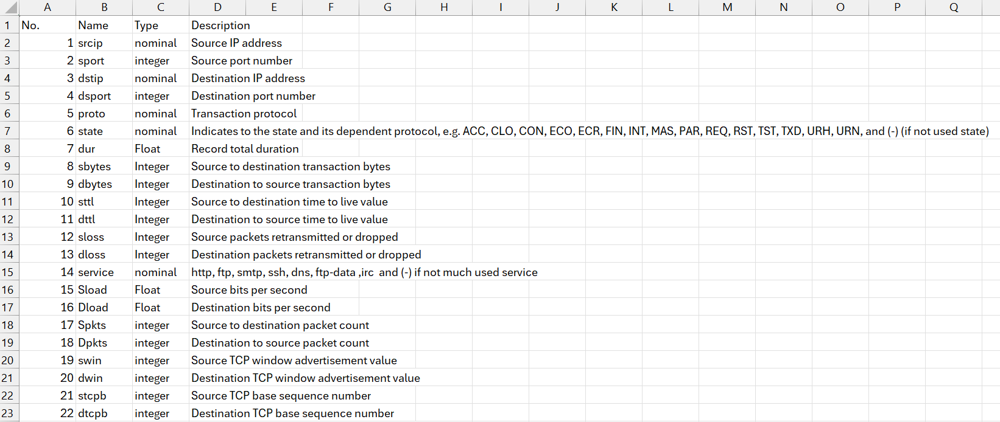 A B C D E F G H I J K L M N O P Q
1 No. Name Type Description
2 1 srcip nominal Source IP address
3 2 sport integer Source port number
4 3 dstip nominal Destination IP address
5 4 dsport integer Destination port number
6 5 proto nominal Transaction protocol
7 6 state nominal Indicates to the state and its dependent protocol, e.g. ACC, CLO, CON, ECO, ECR, FIN, INT, MAS, PAR, REQ, RST, TST, TXD, URH, URN, and (-) (if not used state)
8 7 dur Float Record total duration
9 8 sbytes Integer Source to destination transaction bytes
10 9 dbytes Integer Destination to source transaction bytes
11 10 sttl Integer Source to destination time to live value
12 11 dttl Integer Destination to source time to live value
13 12 sloss Integer Source packets retransmitted or dropped
14 13 dloss Integer Destination packets retransmitted or dropped
15 14 service nominal http, ftp, smtp, ssh, dns, ftp-data ,irc  and (-) if not much used service
16 15 Sload Float Source bits per second
17 16 Dload Float Destination bits per second
18 17 Spkts integer Source to destination packet count
19 18 Dpkts integer Destination to source packet count
20 19 swin integer Source TCP window advertisement value
21 20 dwin integer Destination TCP window advertisement value
22 21 stcpb integer Source TCP base sequence number
23 22 dtcpb integer Destination TCP base sequence number